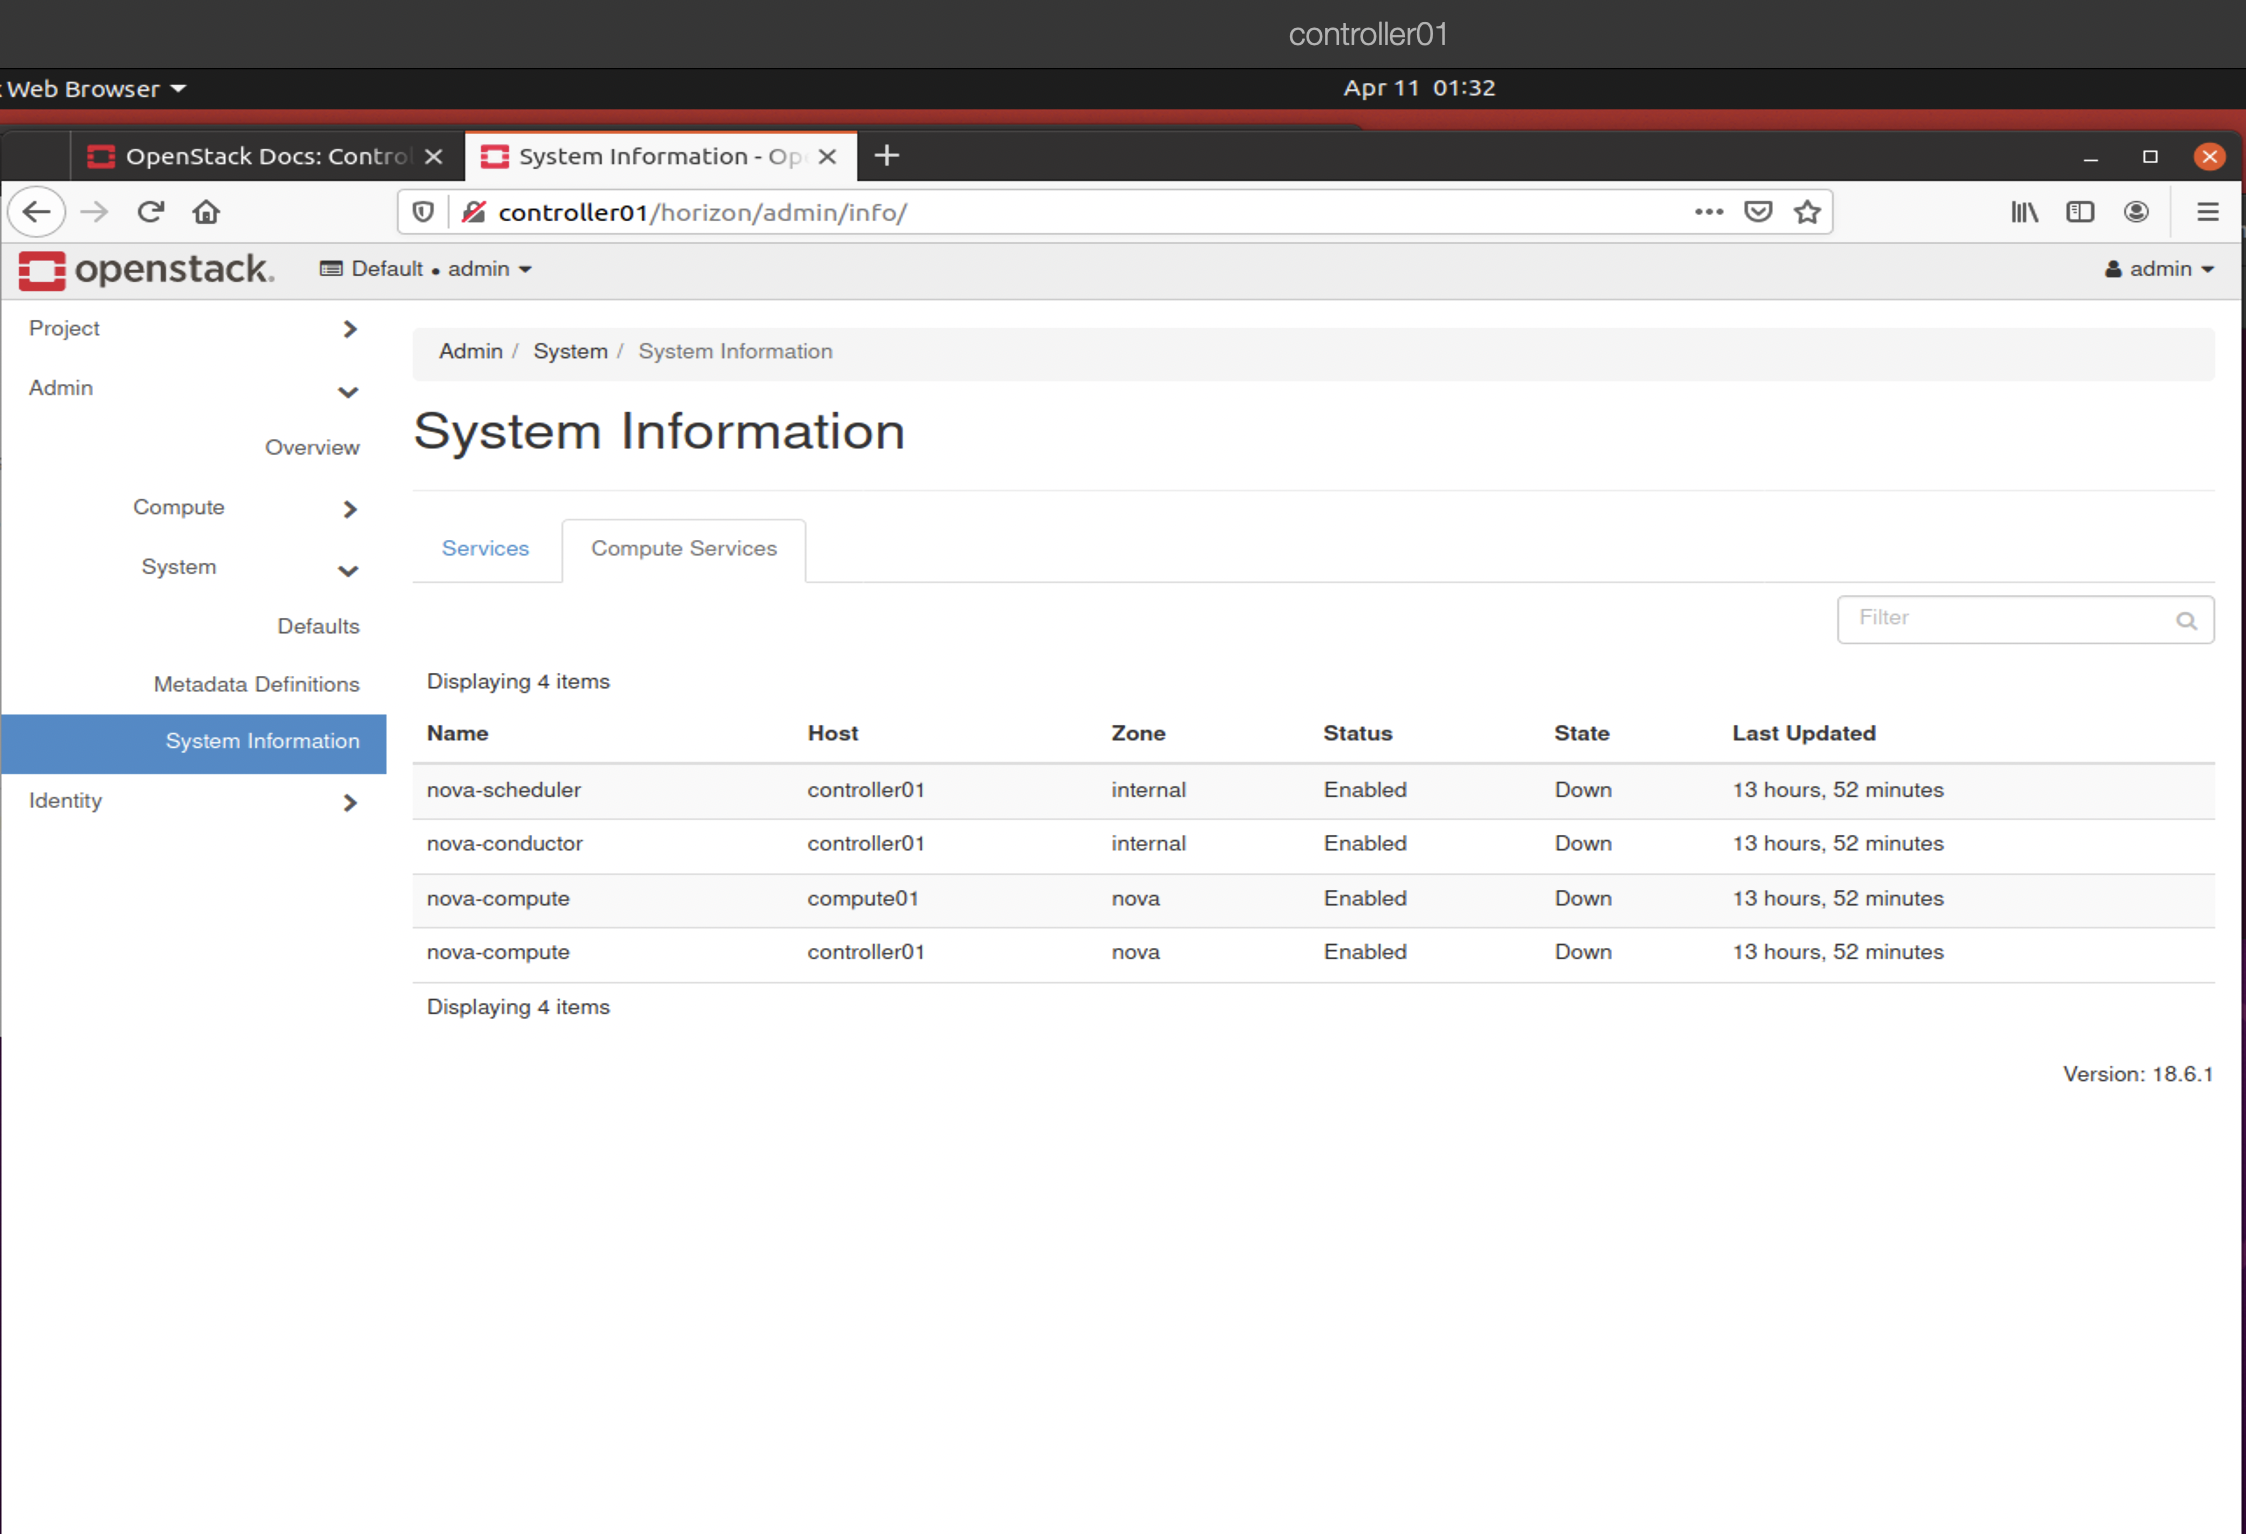 controller01
Web Browser
Apr 11 01:32
OpenStack Docs: Contro
System Information - Op
controller01/horizon/admin/info/
openstack.
Default • admin
admin
Project
Admin
Overview
Compute
System
Defaults
Metadata Definitions
System Information
Identity
Admin / System / System Information
System Information
Services
Compute Services
Filter
Displaying 4 items
Name Host Zone Status State Last Updated
nova-scheduler controller01 internal Enabled Down 13 hours, 52 minutes
nova-conductor controller01 internal Enabled Down 13 hours, 52 minutes
nova-compute compute01 nova Enabled Down 13 hours, 52 minutes
nova-compute controller01 nova Enabled Down 13 hours, 52 minutes
Displaying 4 items
Version: 18.6.1